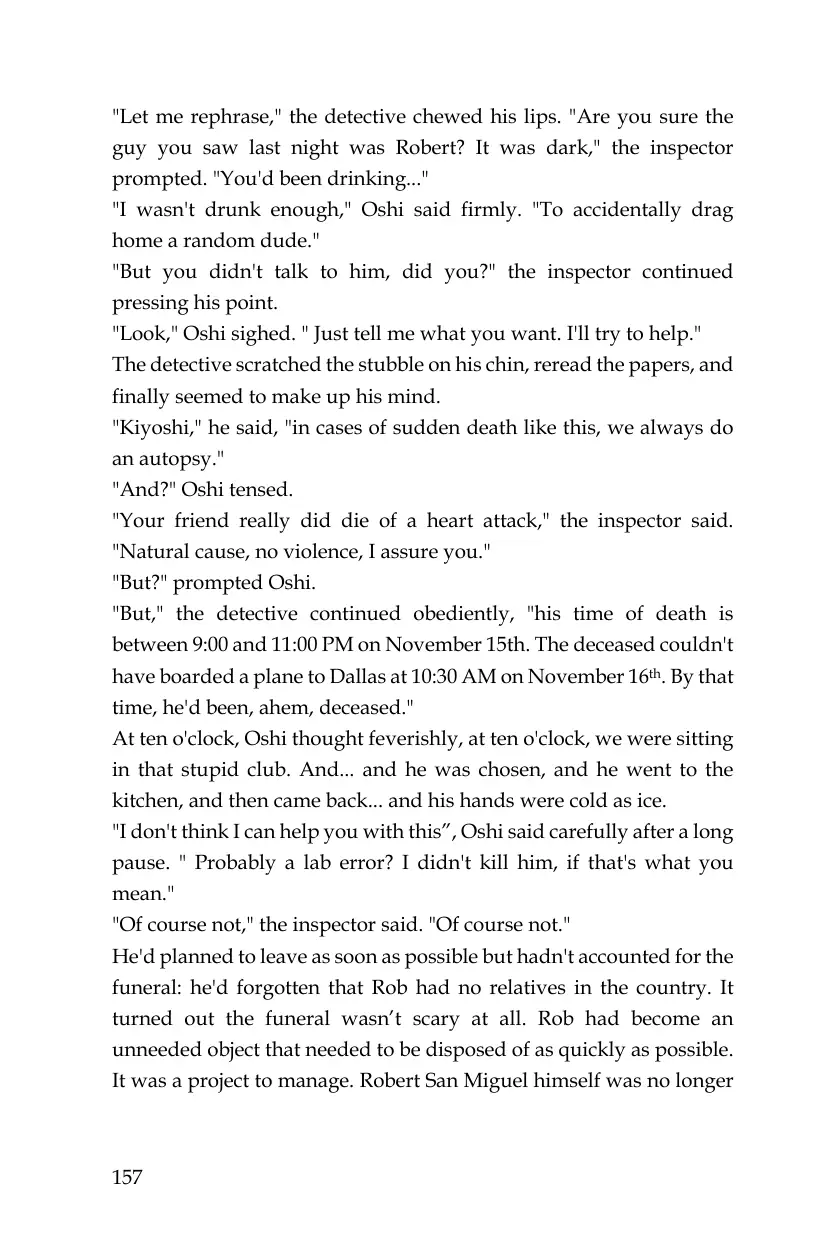 "Let me rephrase," the detective chewed his lips. "Are you sure the
guy you saw last night was Robert? It was dark," the inspector
prompted. "You'd been drinking..."
"I wasn't drunk enough," Oshi said firmly. "To accidentally drag
home a random dude."
"But you didn't talk to him, did you?" the inspector continued
pressing his point.
"Look," Oshi sighed. " Just tell me what you want. I'll try to help."
The detective scratched the stubble on his chin, reread the papers, and
finally seemed to make up his mind.
"Kiyoshi," he said, "in cases of sudden death like this, we always do
an autopsy."
"And?" Oshi tensed.
"Your friend really did die of a heart attack," the inspector said.
"Natural cause, no violence, I assure you."
"But?" prompted Oshi.
"But," the detective continued obediently, "his time of death is
between 9:00 and 11:00 PM on November 15th. The deceased couldn't
have boarded a plane to Dallas at 10:30 AM on November 16th. By that
time, he'd been, ahem, deceased."
At ten o'clock, Oshi thought feverishly, at ten o'clock, we were sitting
in that stupid club. And... and he was chosen, and he went to the
kitchen, and then came back... and his hands were cold as ice.
"I don't think I can help you with this”, Oshi said carefully after a long
pause. " Probably a lab error? I didn't kill him, if that's what you
mean."
"Of course not," the inspector said. "Of course not."
He'd planned to leave as soon as possible but hadn't accounted for the
funeral: he'd forgotten that Rob had no relatives in the country. It
turned out the funeral wasn’t scary at all. Rob had become an
unneeded object that needed to be disposed of as quickly as possible.
It was a project to manage. Robert San Miguel himself was no longer
157